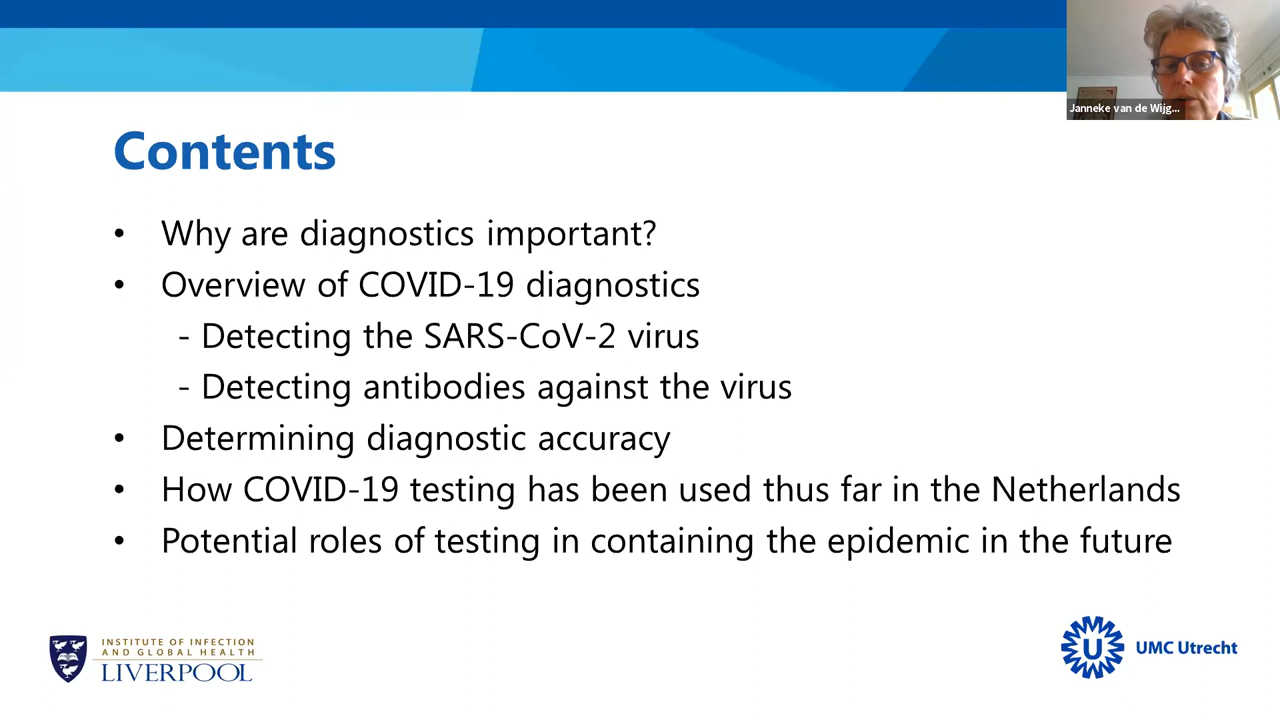 Janneke van de Wijg...
Contents
• Why are diagnostics important?
• Overview of COVID-19 diagnostics
- Detecting the SARS-CoV-2 virus
- Detecting antibodies against the virus
• Determining diagnostic accuracy
• How COVID-19 testing has been used thus far in the Netherlands
• Potential roles of testing in containing the epidemic in the future
INSTITUTE OF INFECTION
AND GLOBAL HEALTH
LIVERPOOL
U
UMC Utrecht